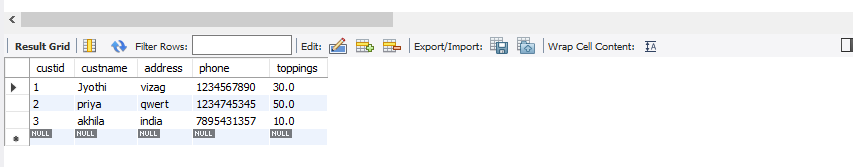 Result Grid Filter Rows: Edit: Export/Import: Wrap Cell Content: IA
custid custname address phone toppings
1 Jyothi vizag 1234567890 30.0
2 priya qwert 1234745345 50.0
3 akhila india 7895431357 10.0
NULL NULL NULL NULL NULL